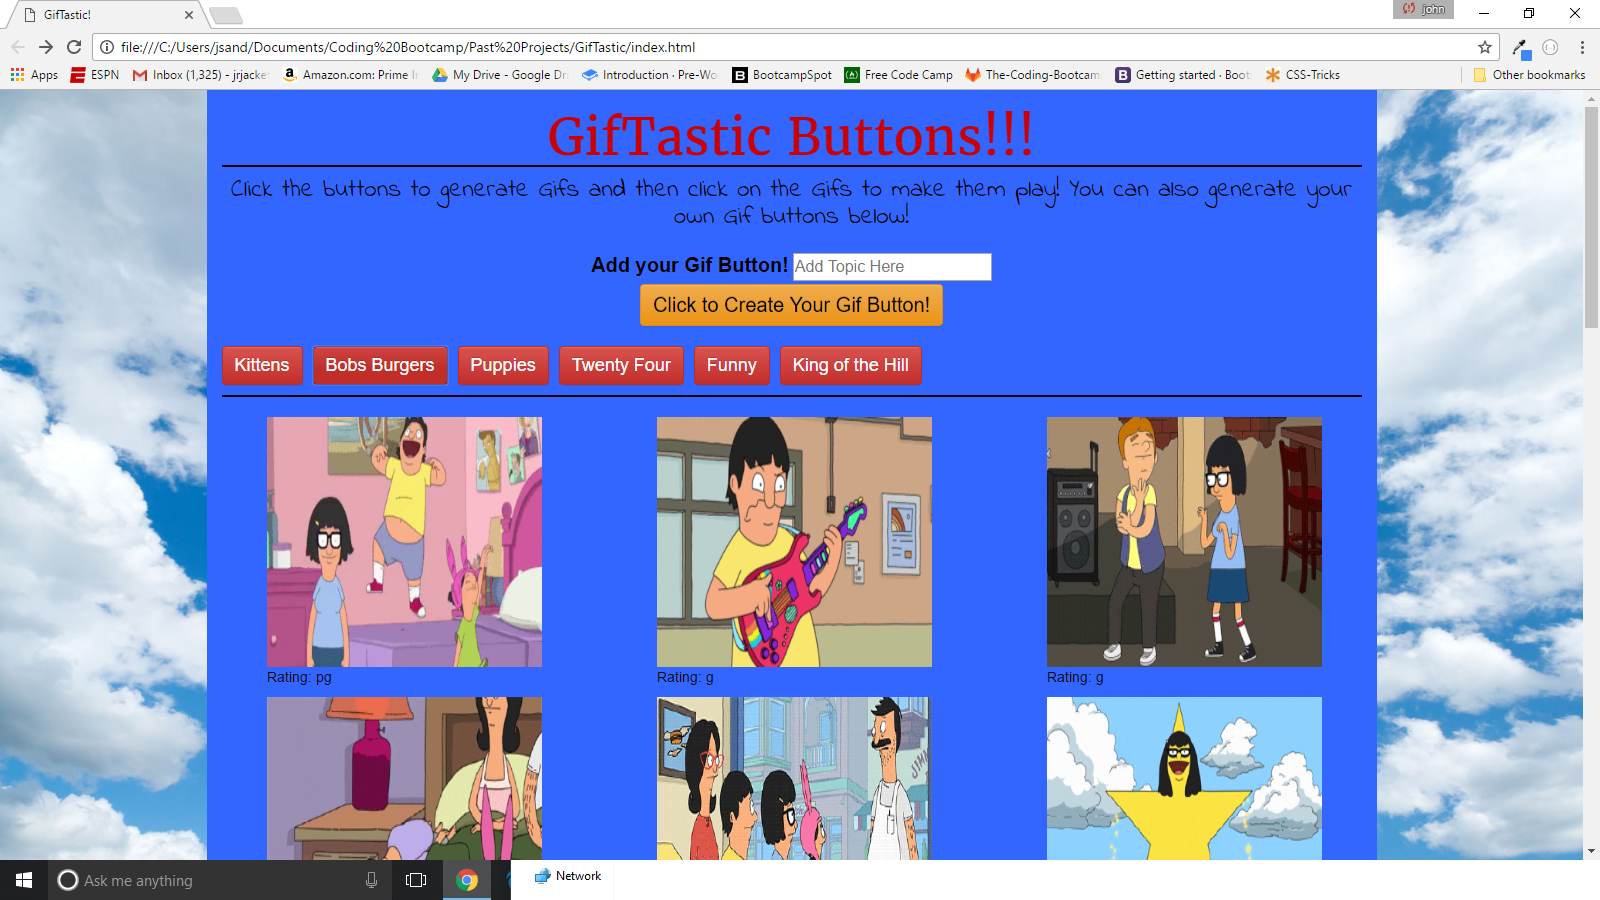 GifTastic!
john
file:///C:/Users/jsand/Documents/Coding%20Bootcamp/Past%20Projects/GifTastic/index.html
Apps ESPN Inbox (1,325) - jrjacke Amazon.com: Prime I My Drive - Google Dr Introduction · Pre-Wo BootcampSpot Free Code Camp The-Coding-Bootcam Getting started · Boot CSS-Tricks Other bookmarks
GifTastic Buttons!!!
Click the buttons to generate Gifs and then click on the Gifs to make them play! You can also generate your
own Gif buttons below!
Add your Gif Button! Add Topic Here
Click to Create Your Gif Button!
Kittens Bobs Burgers Puppies Twenty Four Funny King of the Hill
Rating: pg Rating: g Rating: g
Ask me anything Network